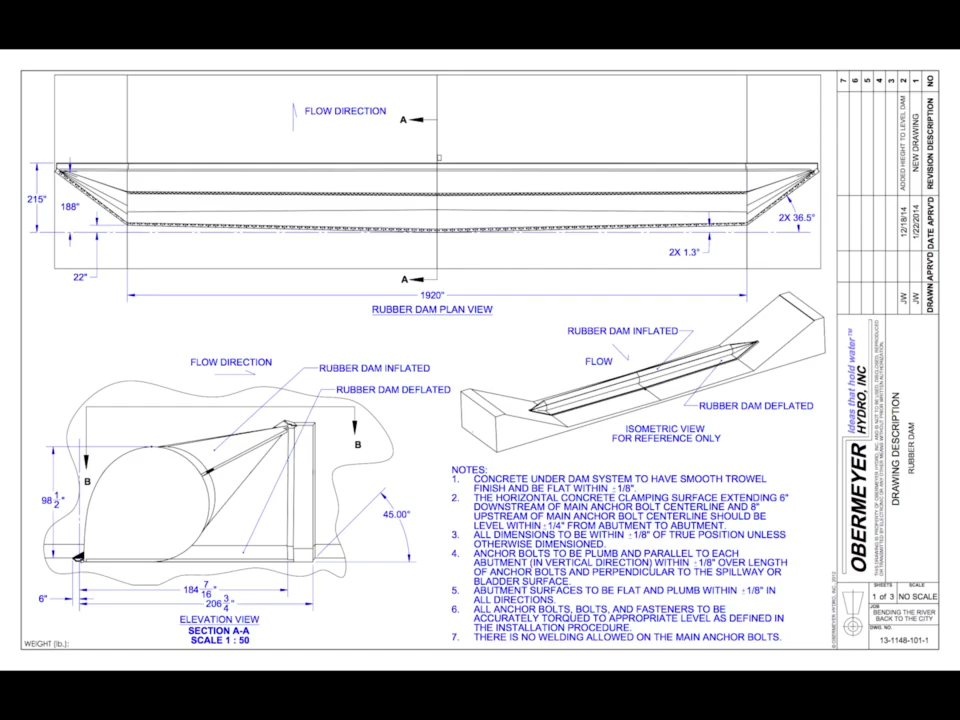 FLOW DIRECTION
A
215"
188"
22"
2X 36.5°
2X 1.3°
A
1920"
RUBBER DAM PLAN VIEW
RUBBER DAM INFLATED
FLOW
RUBBER DAM DEFLATED
ISOMETRIC VIEW
FOR REFERENCE ONLY
FLOW DIRECTION
RUBBER DAM INFLATED
RUBBER DAM DEFLATED
B
B
98 1/2"
45.00°
6"
184 7/16"
206 3/4"
ELEVATION VIEW
SECTION A-A
SCALE 1 : 50
WEIGHT (lb.):
NOTES:
1. CONCRETE UNDER DAM SYSTEM TO HAVE SMOOTH TROWEL
FINISH AND BE FLAT WITHIN ±1/8".
2. THE HORIZONTAL CONCRETE CLAMPING SURFACE EXTENDING 6"
DOWNSTREAM OF MAIN ANCHOR BOLT CENTERLINE AND 8"
UPSTREAM OF MAIN ANCHOR BOLT CENTERLINE SHOULD BE
LEVEL WITHIN ±1/4" FROM ABUTMENT TO ABUTMENT.
3. ALL DIMENSIONS TO BE WITHIN ±1/8" OF TRUE POSITION UNLESS
OTHERWISE DIMENSIONED.
4. ANCHOR BOLTS TO BE PLUMB AND PARALLEL TO EACH
ABUTMENT (IN VERTICAL DIRECTION) WITHIN ±1/8" OVER LENGTH
OF ANCHOR BOLTS AND PERPENDICULAR TO THE SPILLWAY OR
BLADDER SURFACE.
5. ABUTMENT SURFACES TO BE FLAT AND PLUMB WITHIN ±1/8" IN
ALL DIRECTIONS.
6. ALL ANCHOR BOLTS, BOLTS, AND FASTENERS TO BE
ACCURATELY TORQUED TO APPROPRIATE LEVEL AS DEFINED IN
THE INSTALLATION PROCEDURE.
7. THERE IS NO WELDING ALLOWED ON THE MAIN ANCHOR BOLTS.
7
6
5
4
3
2 ADDED HIEGHT TO LEVEL DAM 12/18/14 JW
1 NEW DRAWING 1/22/2014 JW
NO REVISION DESCRIPTION DATE APRV'D DRAWN APRV'D
OBERMEYER
HYDRO, INC
Ideas that hold water™
DRAWING DESCRIPTION
RUBBER DAM
© OBERMEYER HYDRO, INC. 2012
SHEETS
1 of 3
SCALE
NO SCALE
JOB
BENDING THE RIVER
BACK TO THE CITY
DWG. NO.
13-1148-101-1